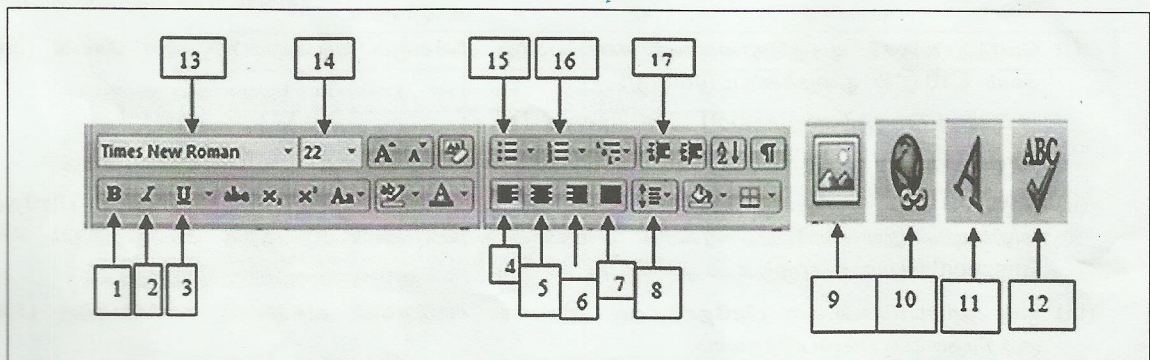 13 14 15 16 17
Times New Roman 22 A A A
B I U abc x₂ x² Aa A
ABC
1 2 3 4 5 6 7 8 9 10 11 12